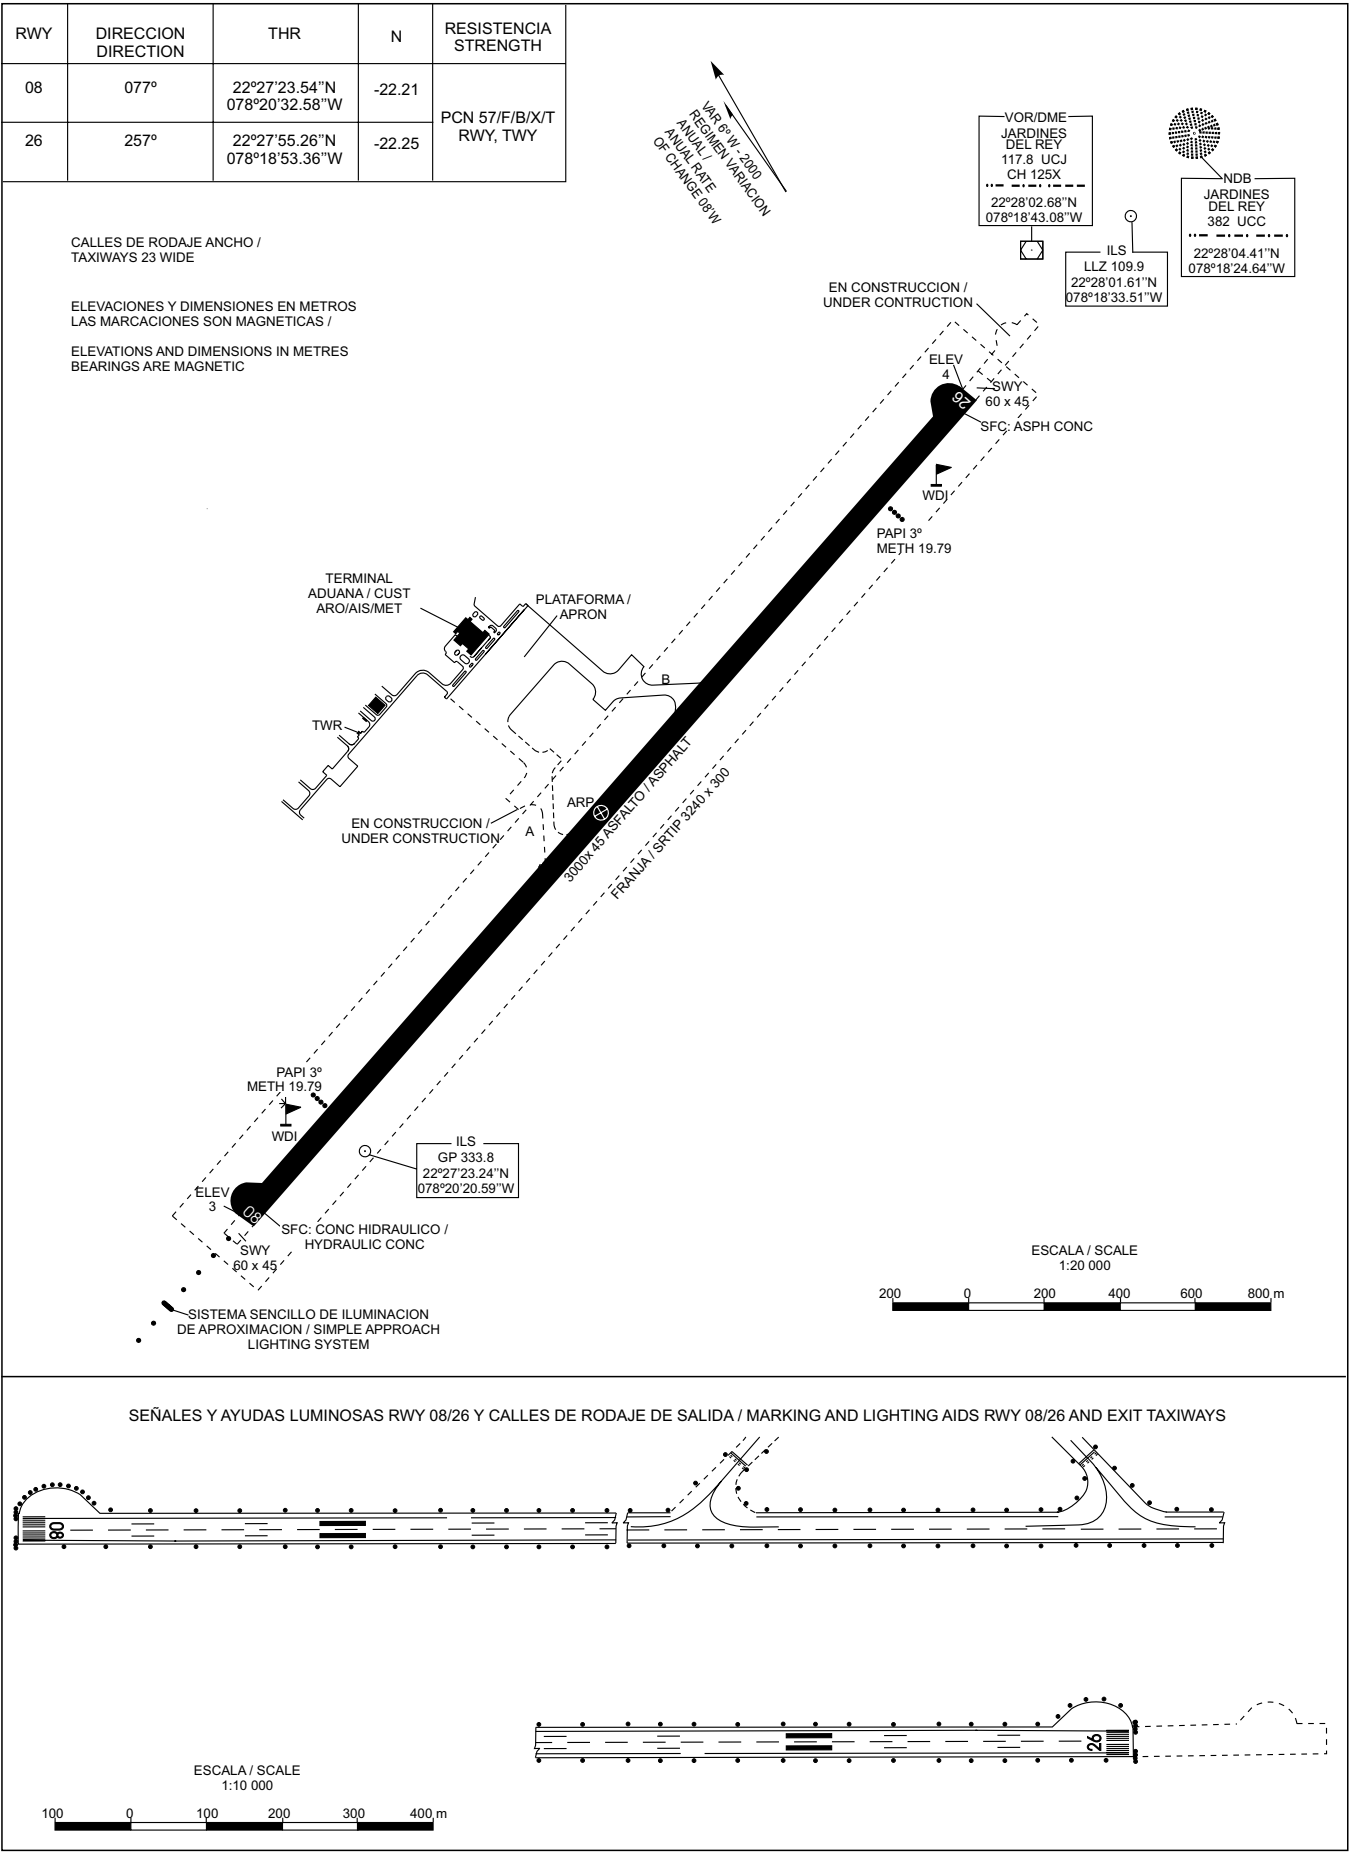 RWY
DIRECCION
DIRECTION
THR
N
RESISTENCIA
STRENGTH
08
077º
22º27’23.54’’N
078º20’32.58’’W
-22.21
PCN 57/F/B/X/T
RWY, TWY
26
257º
22º27’55.26’’N
078º18’53.36’’W
-22.25
VAR 6º W - 2000
REGIMEN VARIACION
ANUAL /
ANUAL RATE
OF CHANGE 08’W
VOR/DME
JARDINES
DEL REY
117.8 UCJ
CH 125X
22º28’02.68’’N
078º18’43.08’’W
NDB
JARDINES
DEL REY
382 UCC
22º28’04.41’’N
078º18’24.64’’W
ILS
LLZ 109.9
22º28’01.61’’N
078º18’33.51’’W
CALLES DE RODAJE ANCHO /
TAXIWAYS 23 WIDE
ELEVACIONES Y DIMENSIONES EN METROS
LAS MARCACIONES SON MAGNETICAS /
ELEVATIONS AND DIMENSIONS IN METRES
BEARINGS ARE MAGNETIC
EN CONSTRUCCION /
UNDER CONTRUCTION
ELEV
4
26
SWY
60 x 45
SFC: ASPH CONC
WDI
PAPI 3º
METH 19.79
TERMINAL
ADUANA / CUST
ARO/AIS/MET
PLATAFORMA /
APRON
B
TWR
ARP
EN CONSTRUCCION /
UNDER CONSTRUCTION
A
3000x 45 ASFALTO / ASPHALT
FRANJA / SRTIP 3240 x 300
PAPI 3º
METH 19.79
WDI
ILS
GP 333.8
22º27’23.24’’N
078º20’20.59’’W
ELEV
3
08
SFC: CONC HIDRAULICO /
HYDRAULIC CONC
SWY
60 x 45
SISTEMA SENCILLO DE ILUMINACION
DE APROXIMACION / SIMPLE APPROACH
LIGHTING SYSTEM
ESCALA / SCALE
1:20 000
200 0 200 400 600 800 m
SEÑALES Y AYUDAS LUMINOSAS RWY 08/26 Y CALLES DE RODAJE DE SALIDA / MARKING AND LIGHTING AIDS RWY 08/26 AND EXIT TAXIWAYS
08
26
ESCALA / SCALE
1:10 000
100 0 100 200 300 400 m